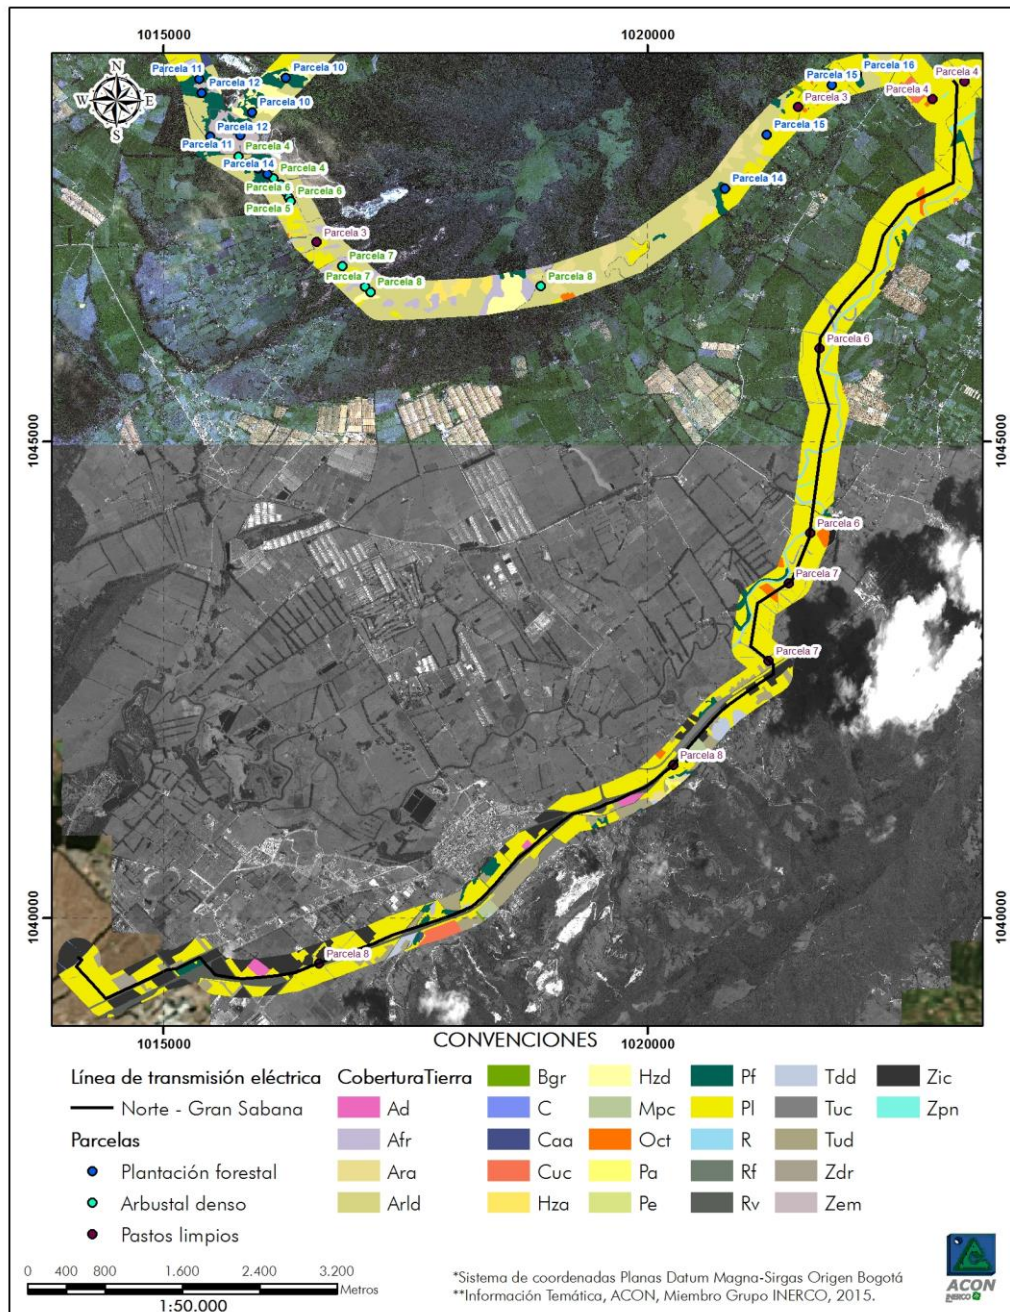 1015000
1020000
Parcela 11
Parcela 10
Parcela 12
Parcela 10
Parcela 12
Parcela 11
Parcela 4
Parcela 14
Parcela 4
Parcela 6
Parcela 6
Parcela 5
Parcela 3
Parcela 7
Parcela 7
Parcela 8
Parcela 8
Parcela 16
Parcela 15
Parcela 3
Parcela 4
Parcela 4
Parcela 15
Parcela 14
N
W
E
S
Parcela 6
1045000
1045000
Parcela 6
Parcela 7
Parcela 7
Parcela 8
1040000
1040000
Parcela 8
1015000
1020000
CONVENCIONES
Línea de transmisión eléctrica
Norte - Gran Sabana
Parcelas
Plantación forestal
Arbustal denso
Pastos limpios
CoberturaTierra
Ad
Afr
Ara
Arld
Bgr
C
Caa
Cuc
Hza
Hzd
Mpc
Oct
Pa
Pe
Pf
Pl
R
Rf
Rv
Tdd
Tuc
Tud
Zdr
Zem
Zic
Zpn
0 400 800 1.600 2.400 3.200
Metros
1:50.000
*Sistema de coordenadas Planas Datum Magna-Sirgas Origen Bogotá
**Información Temática, ACON, Miembro Grupo INERCO, 2015.
ACON
INERCO